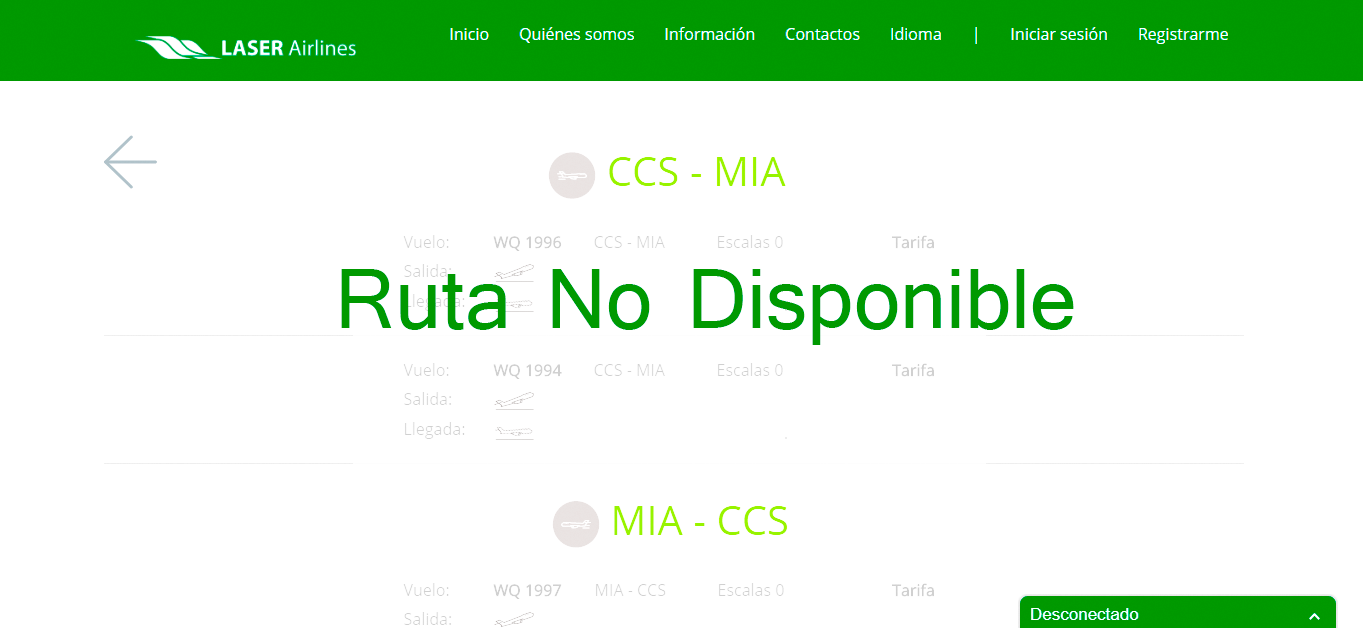 LASER Airlines
Inicio Quiénes somos Información Contactos Idioma | Iniciar sesión Registrarme
CCS - MIA
Vuelo: WQ 1996 CCS - MIA Escalas 0 Tarifa
Salida:
Ruta No Disponible
Llegada:
Vuelo: WQ 1994 CCS - MIA Escalas 0 Tarifa
Salida:
Llegada:
MIA - CCS
Vuelo: WQ 1997 MIA - CCS Escalas 0 Tarifa
Salida:
Desconectado